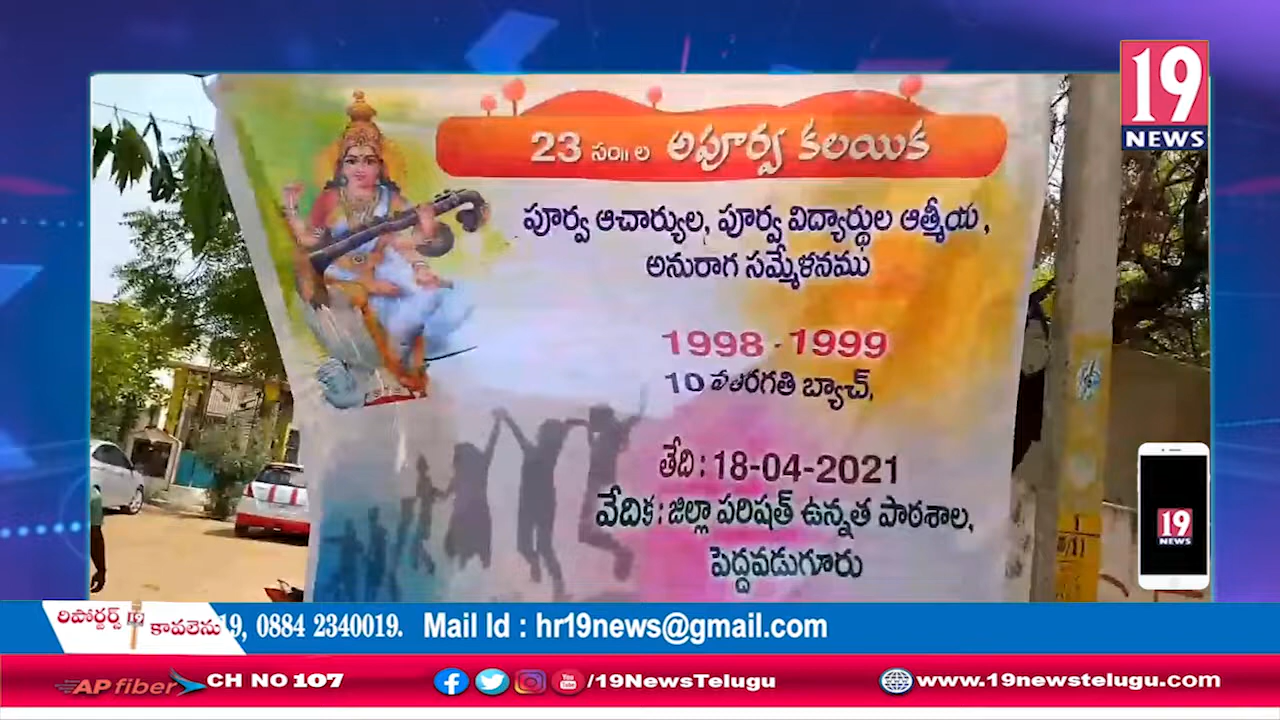 19
NEWS
23 సం॥ ల అపూర్వ కలయిక
పూర్వ ఆచార్యుల, పూర్వ విద్యార్థుల ఆత్మీయ,
అనురాగ సమ్మేళనము
1998 - 1999
10 వతరగతి బ్యాచ్,
తేది : 18-04-2021
వేదిక : జిల్లా పరిషత్ ఉన్నత పాఠశాల,
పెద్దవడుగూరు
19
NEWS
రిపోర్టర్స్ కావలెను
19, 0884 2340019. Mail Id : hr19news@gmail.com
AP fiber CH NO 107
/19NewsTelugu
www.19newstelugu.com